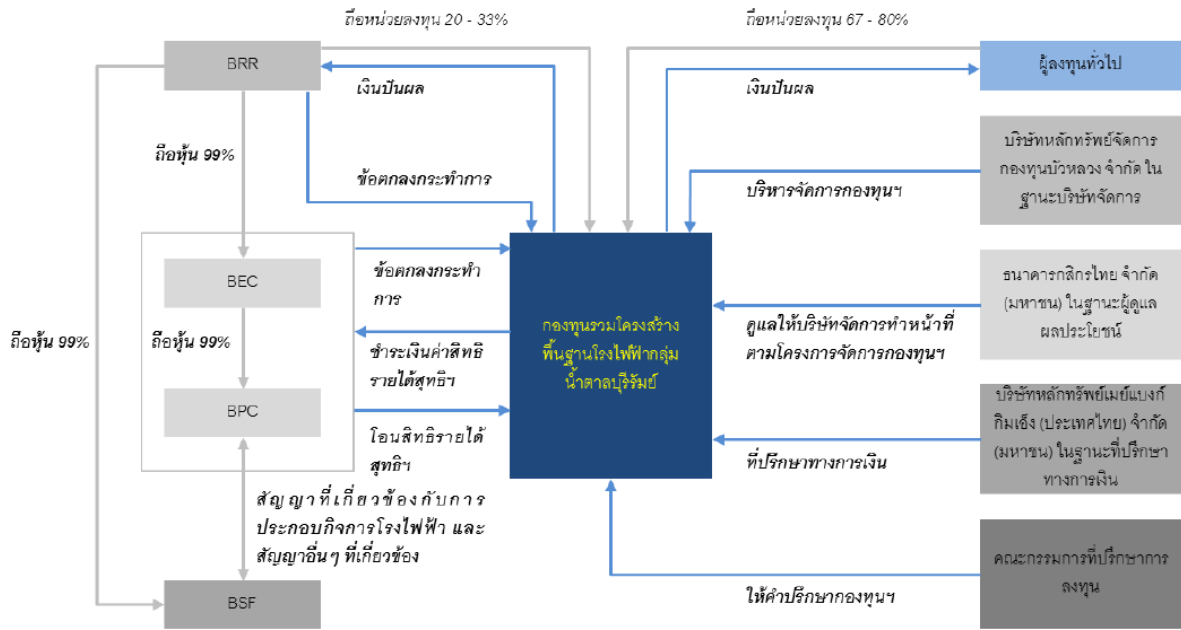 ถือหน่วยลงทุน 20 - 33%
ถือหน่วยลงทุน 67 - 80%
BRR
ผู้ลงทุนทั่วไป
เงินปันผล
เงินปันผล
ถือหุ้น 99%
ข้อตกลงกระทำการ
บริษัทหลักทรัพย์จัดการ
กองทุนบัวหลวง จำกัด ใน
ฐานะบริษัทจัดการ
บริหารจัดการกองทุนฯ
BEC
ข้อตกลงกระทำ
การ
ธนาคารกสิกรไทย จำกัด
(มหาชน) ในฐานะผู้ดูแล
ผลประโยชน์
ถือหุ้น 99%
ถือหุ้น 99%
ชำระเงินค่าสิทธิ
รายได้สุทธิฯ
กองทุนรวมโครงสร้าง
พื้นฐานโรงไฟฟ้ากลุ่ม
น้ำตาลบุรีรัมย์
ดูแลให้บริษัทจัดการทำหน้าที่
ตามโครงการจัดการกองทุนฯ
BPC
โอนสิทธิรายได้
สุทธิฯ
ที่ปรึกษาทางการเงิน
บริษัทหลักทรัพย์เมย์แบงก์
กิมเอ็ง (ประเทศไทย) จำกัด
(มหาชน) ในฐานะที่ปรึกษา
ทางการเงิน
สัญญาที่เกี่ยวข้องกับการ
ประกอบกิจการโรงไฟฟ้า และ
สัญญาอื่นๆ ที่เกี่ยวข้อง
คณะกรรมการที่ปรึกษาการ
ลงทุน
ให้คำปรึกษากองทุนฯ
BSF